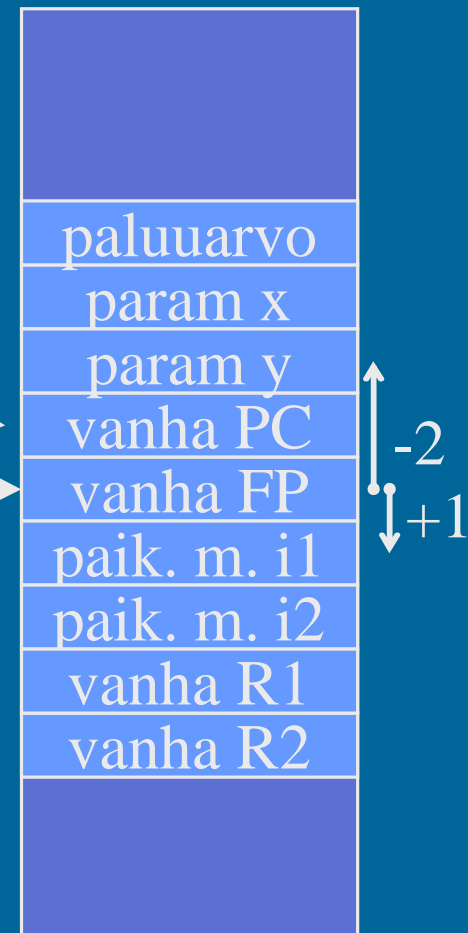 paluuarvo
param x
param y
vanha PC
-2
vanha FP
+1
paik. m. i1
paik. m. i2
vanha R1
vanha R2